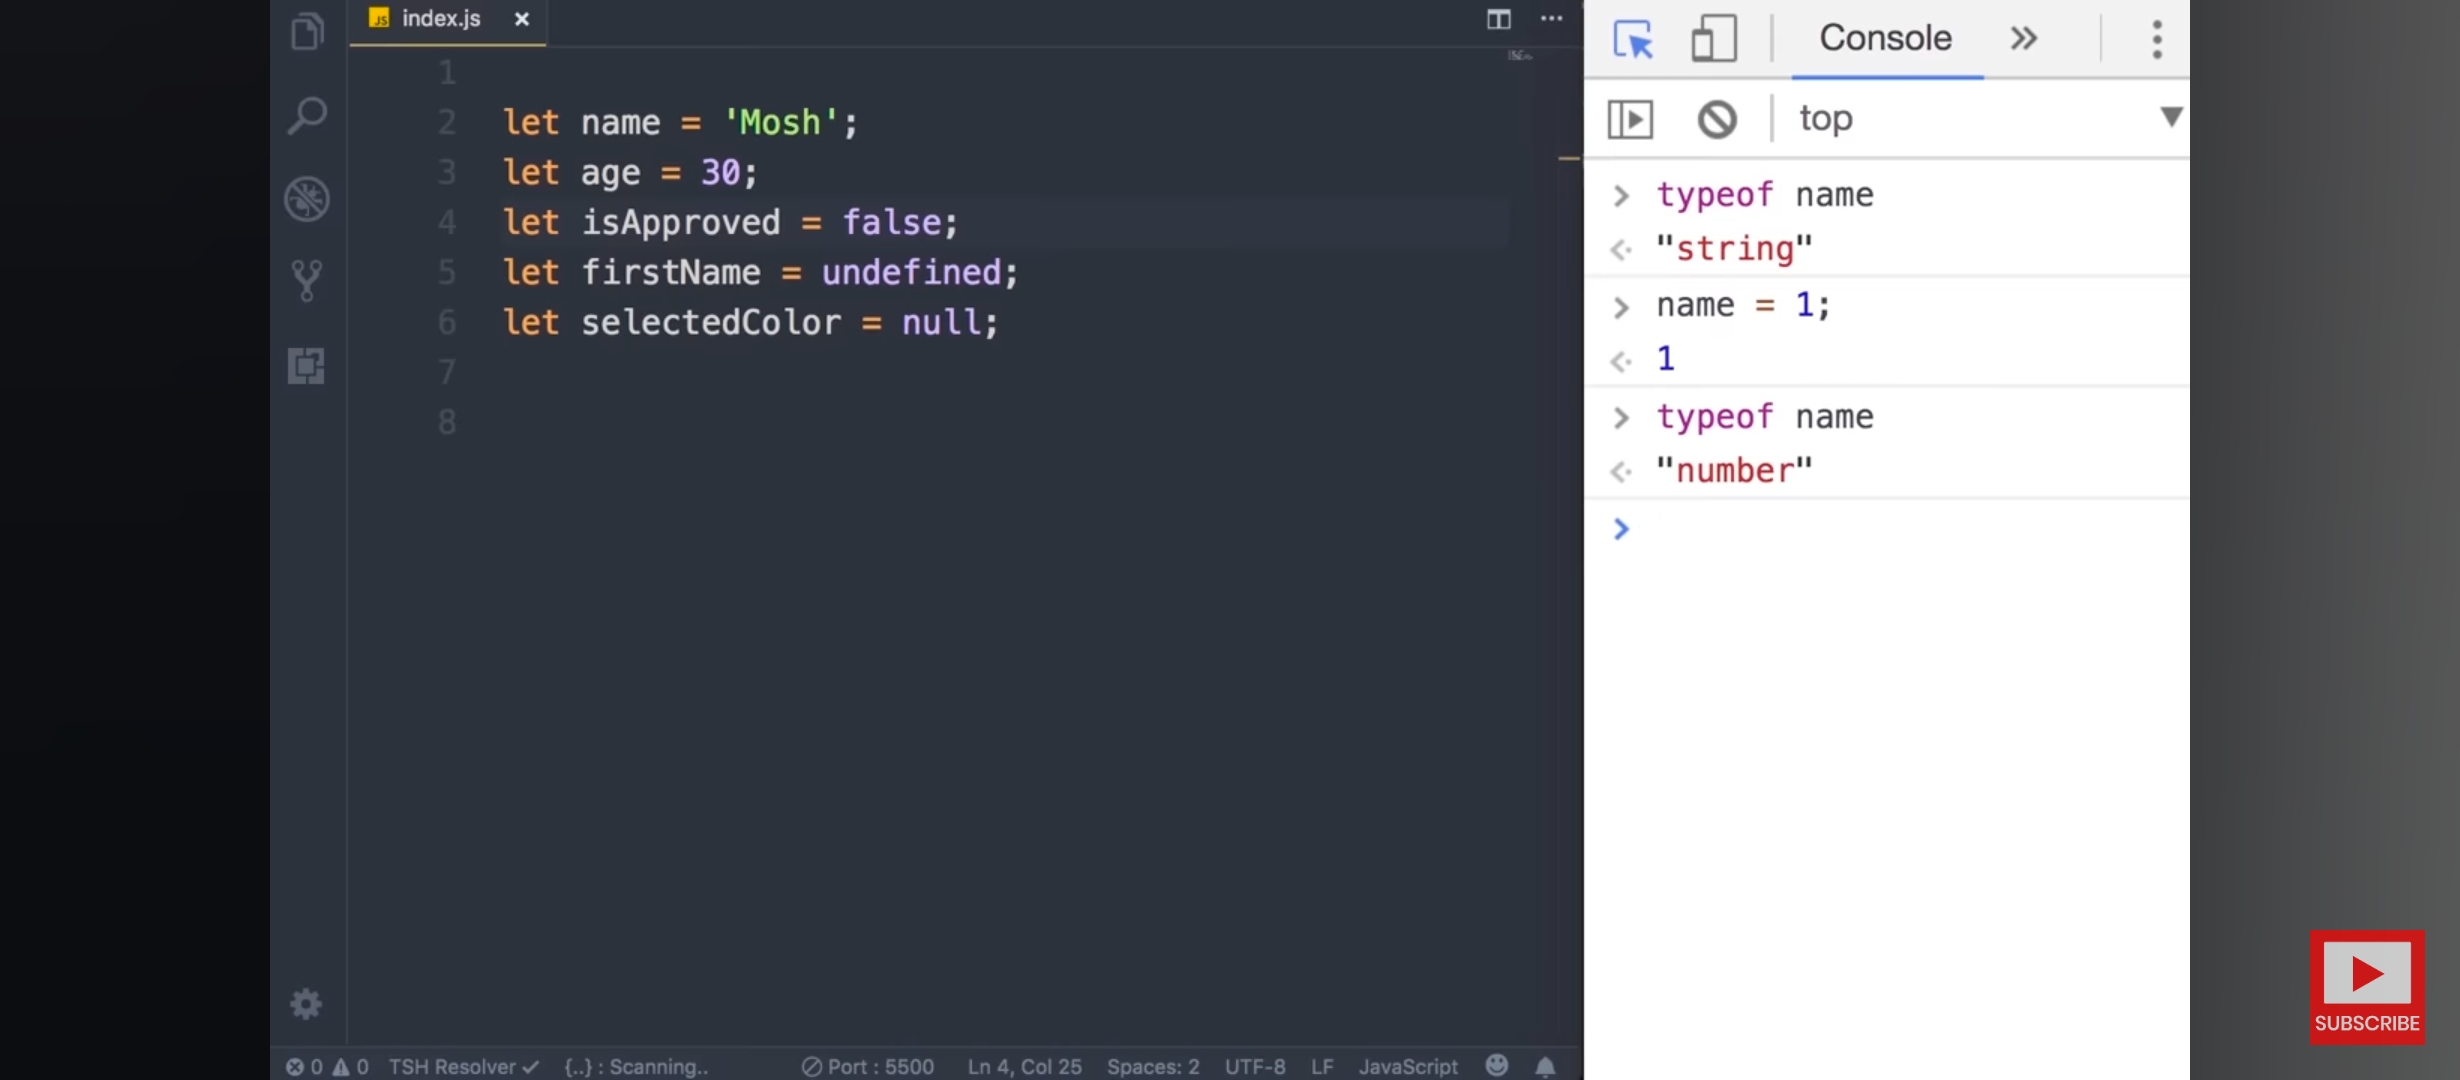 index.js
1
2 let name = 'Mosh';
3 let age = 30;
4 let isApproved = false;
5 let firstName = undefined;
6 let selectedColor = null;
7
8
0 0 TSH Resolver ✓ {..} : Scanning.. Port : 5500 Ln 4, Col 25 Spaces: 2 UTF-8 LF JavaScript
Console
top
> typeof name
"string"
> name = 1;
1
> typeof name
"number"
>
SUBSCRIBE